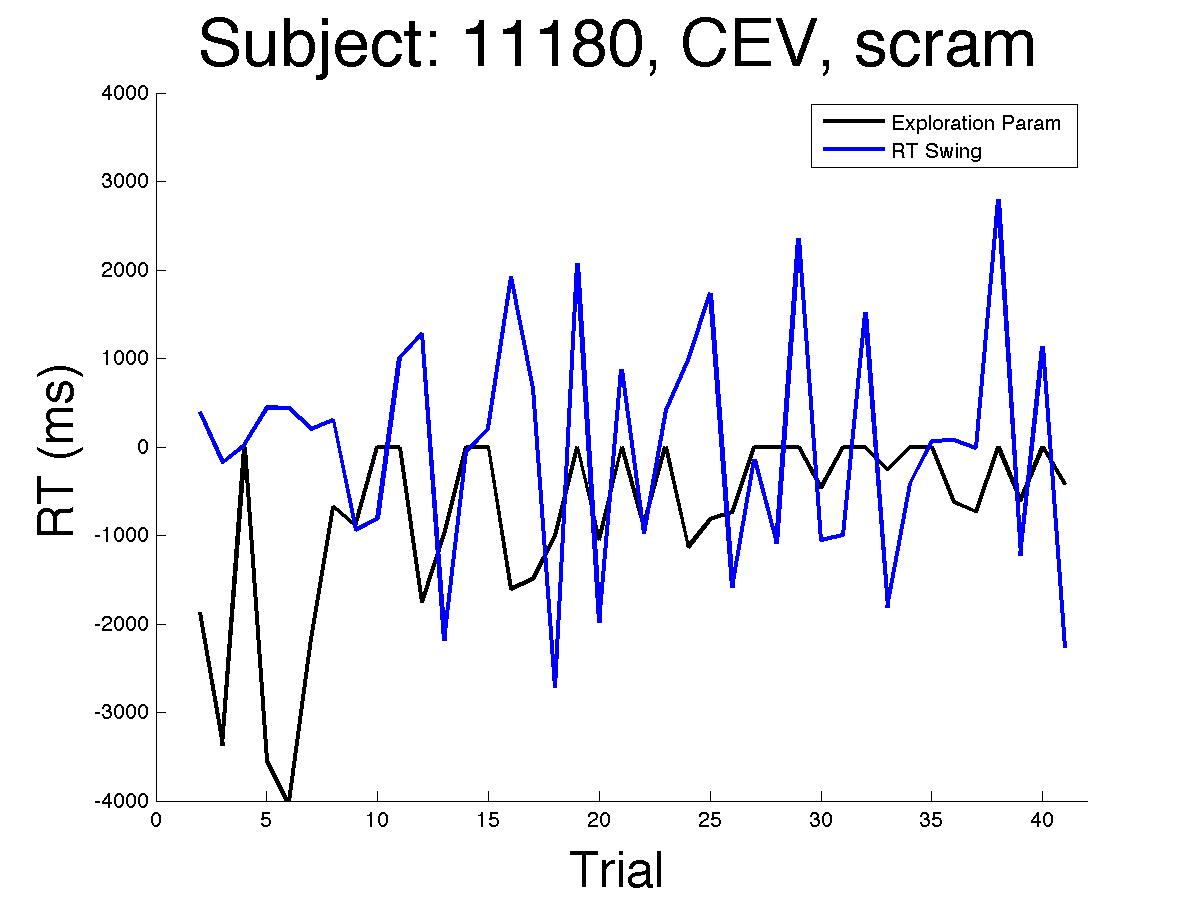 Subject: 11180, CEV, scram
4000
3000
2000
1000
0
-1000
-2000
-3000
-4000
RT (ms)
Exploration Param
RT Swing
0 5 10 15 20 25 30 35 40
Trial